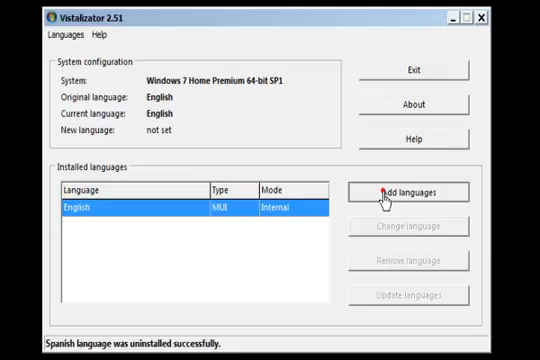 Vistalizator 2.51
Languages Help
System configuration
System: Windows 7 Home Premium 64-bit SP1
Original language: English
Current language: English
New language: not set
Exit
About
Help
Installed languages
Language Type Mode
English MUI Internal
Add languages
Change language
Remove language
Update languages
Spanish language was uninstalled successfully.